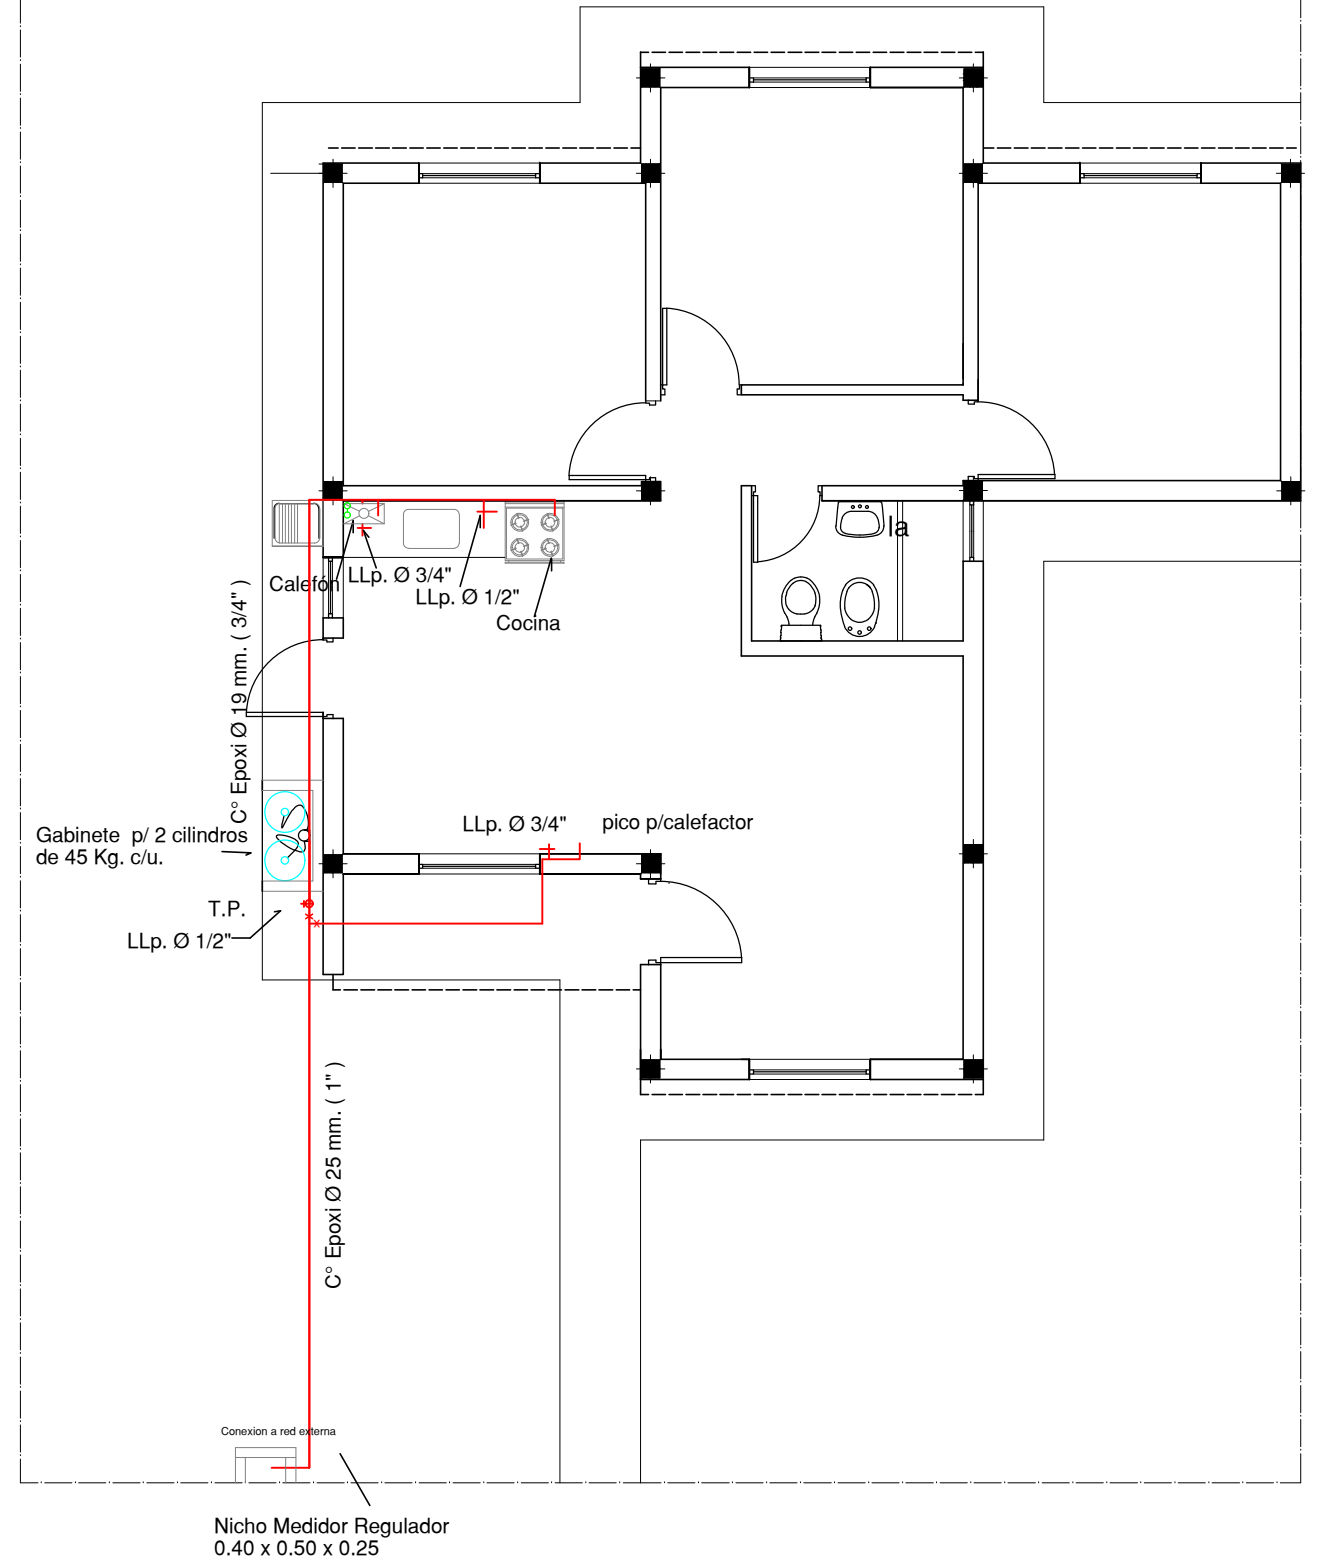 la
LLp. Ø 3/4"
Calefón
LLp. Ø 1/2"
Cocina
C° Epoxi Ø 19 mm. ( 3/4" )
LLp. Ø 3/4"
pico p/calefactor
Gabinete p/ 2 cilindros
de 45 Kg. c/u.
T.P.
LLp. Ø 1/2"
C° Epoxi Ø 25 mm. ( 1" )
Conexion a red externa
Nicho Medidor Regulador
0.40 x 0.50 x 0.25